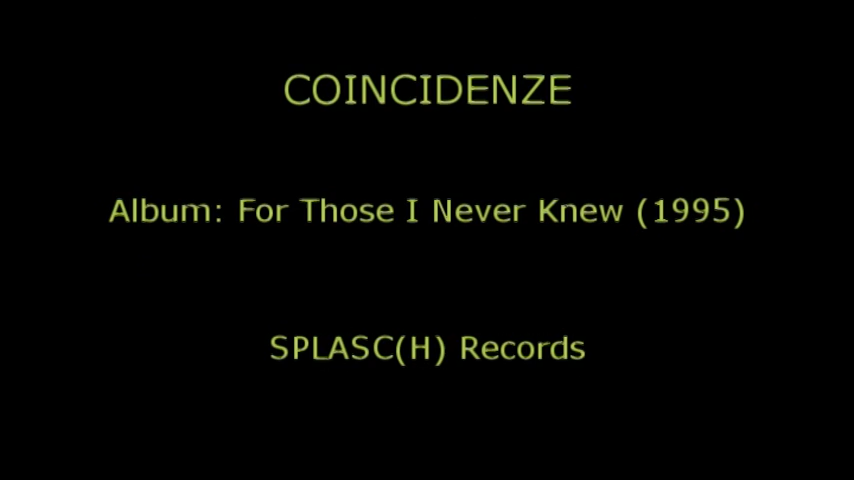 COINCIDENZE
Album: For Those I Never Knew (1995)
SPLASC(H) Records